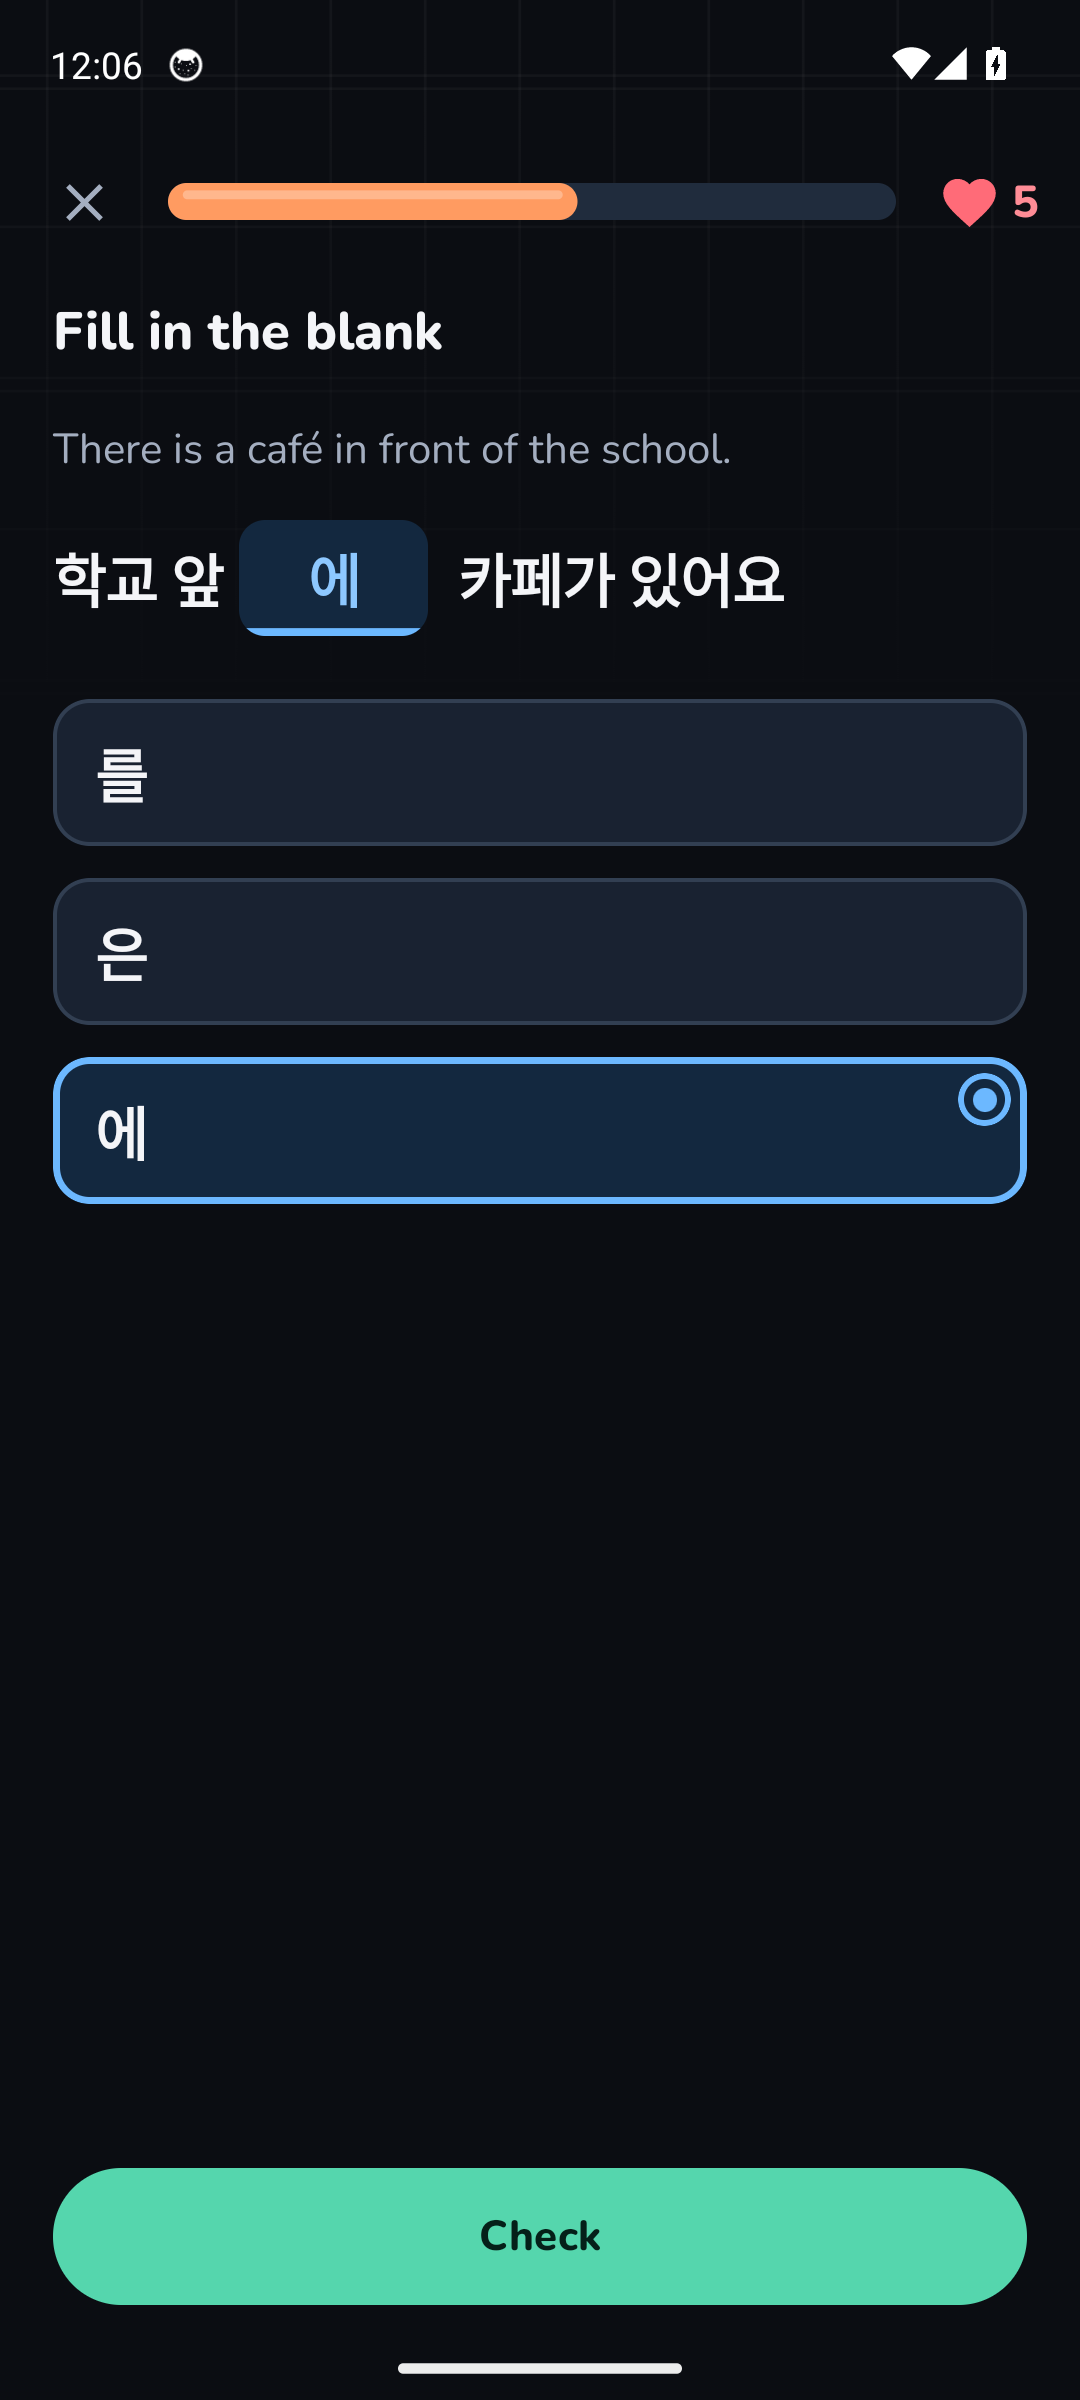 12:06
5
Fill in the blank
There is a café in front of the school.
학교 앞 에 카페가 있어요
를
은
에
Check